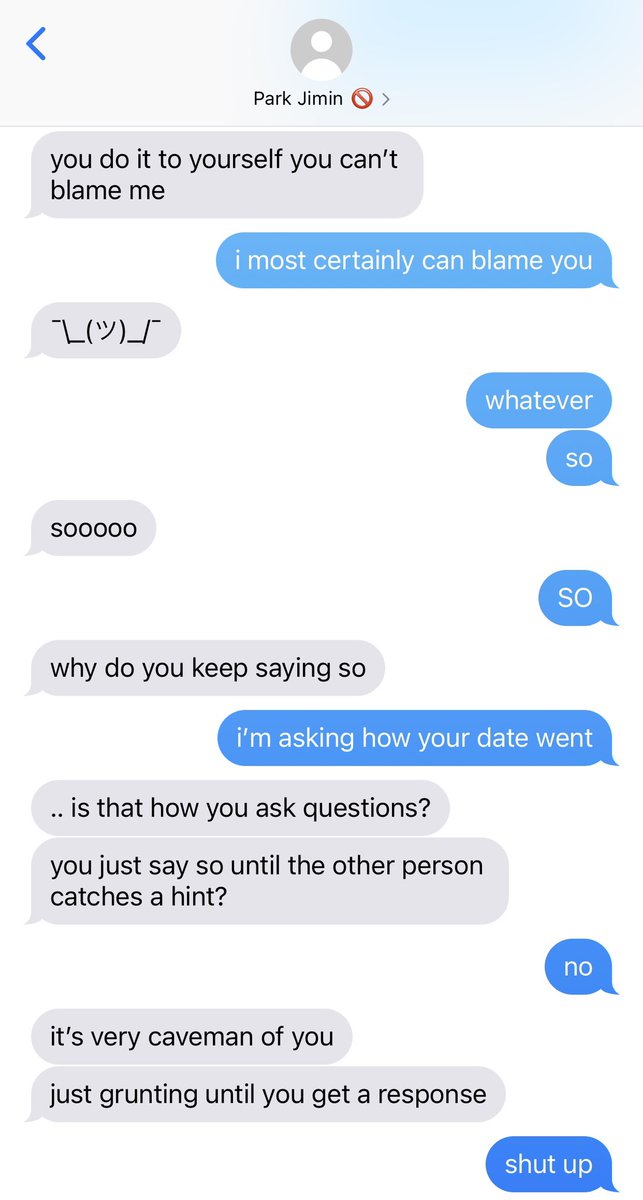 Park Jimin 🚫
you do it to yourself you can’t
blame me
i most certainly can blame you
¯\_(ツ)_/¯
whatever
so
sooooo
SO
why do you keep saying so
i’m asking how your date went
.. is that how you ask questions?
you just say so until the other person
catches a hint?
no
it’s very caveman of you
just grunting until you get a response
shut up